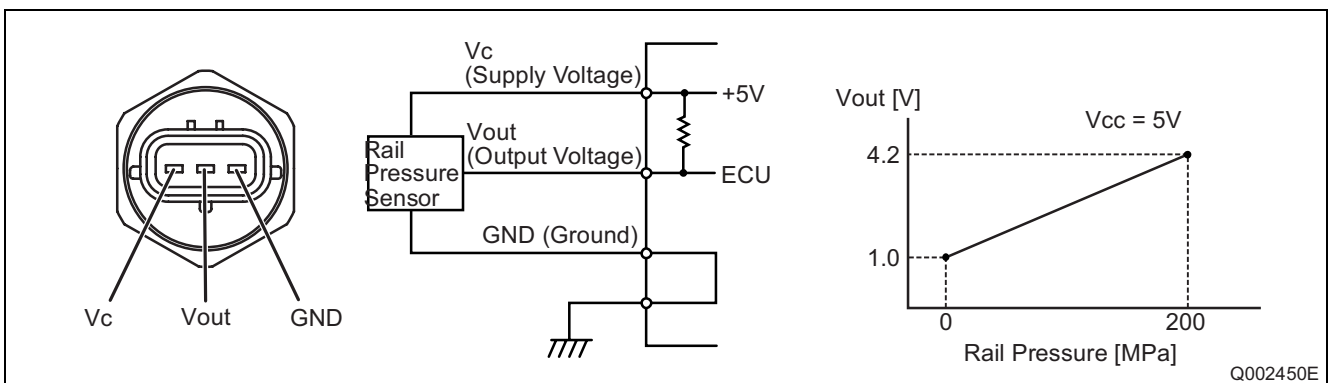 Vc
Vout
GND
Vc
(Supply Voltage)
+5V
Vout
(Output Voltage)
Rail
Pressure
Sensor
ECU
GND (Ground)
Vout [V]
Vcc = 5V
4.2
1.0
0
200
Rail Pressure [MPa]
Q002450E